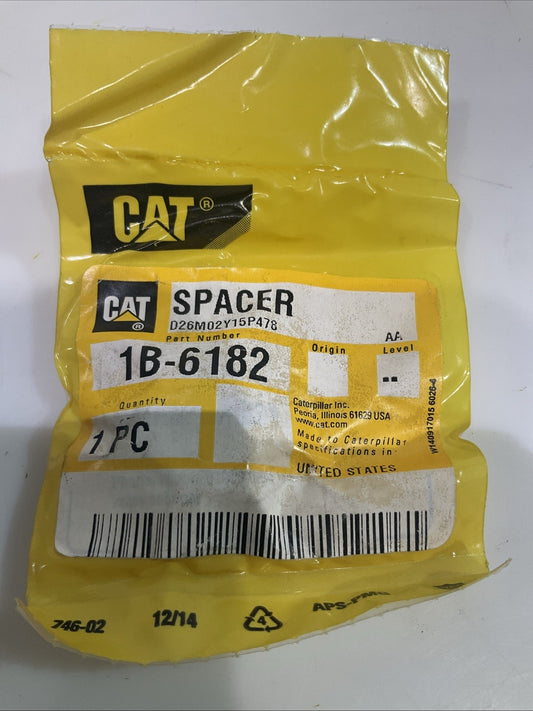 CAT®
CAT®
SPACER
D26M02Y15P478
Part Number
1B-6182
Origin
AA
Level
--
Quantity
1 PC
Caterpillar Inc.
Peoria, Illinois 61629 USA
www.cat.com
Made to Caterpillar
specifications in:
UNITED STATES
746-02
12/14
4